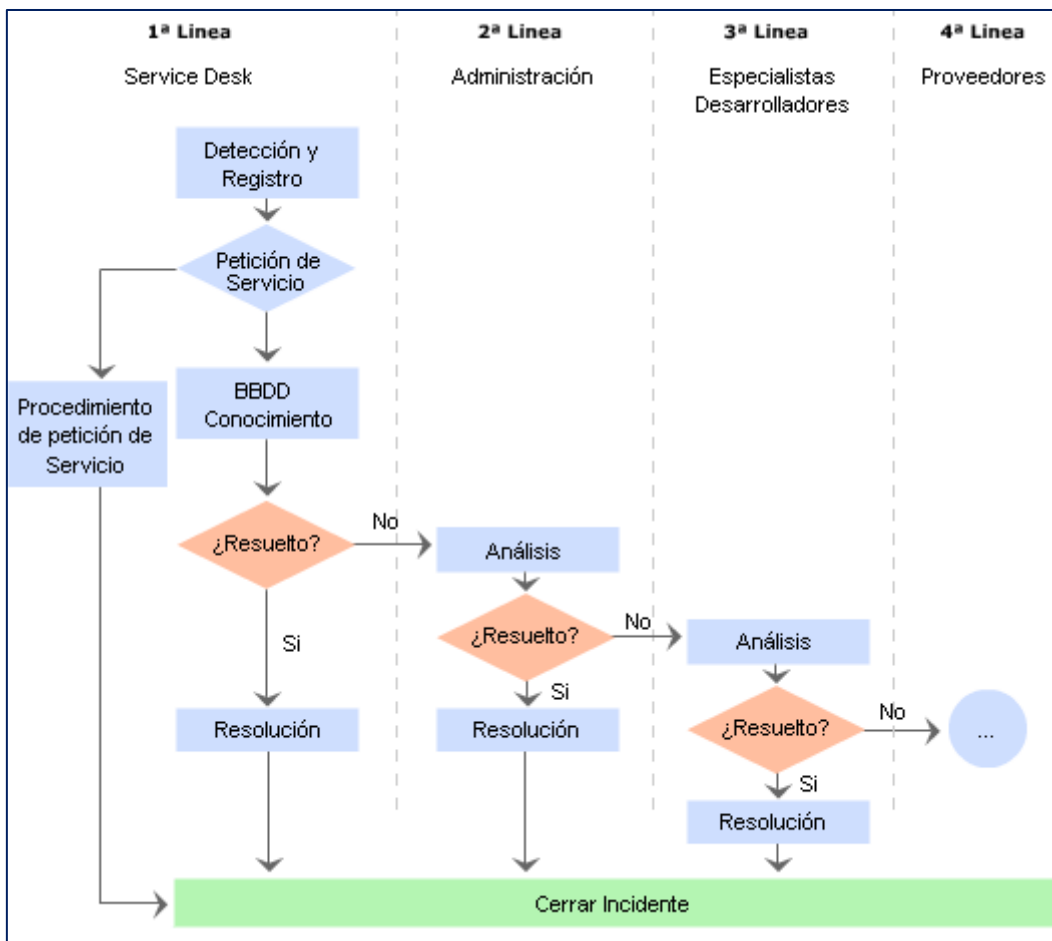 1ª Linea
2ª Linea
3ª Linea
4ª Linea
Service Desk
Administración
Especialistas
Desarrolladores
Proveedores
Detección y
Registro
Petición de
Servicio
Procedimiento
de petición de
Servicio
BBDD
Conocimiento
¿Resuelto?
No
Análisis
¿Resuelto?
No
Análisis
Si
Si
Resolución
Resolución
¿Resuelto?
No
...
Si
Resolución
Cerrar Incidente